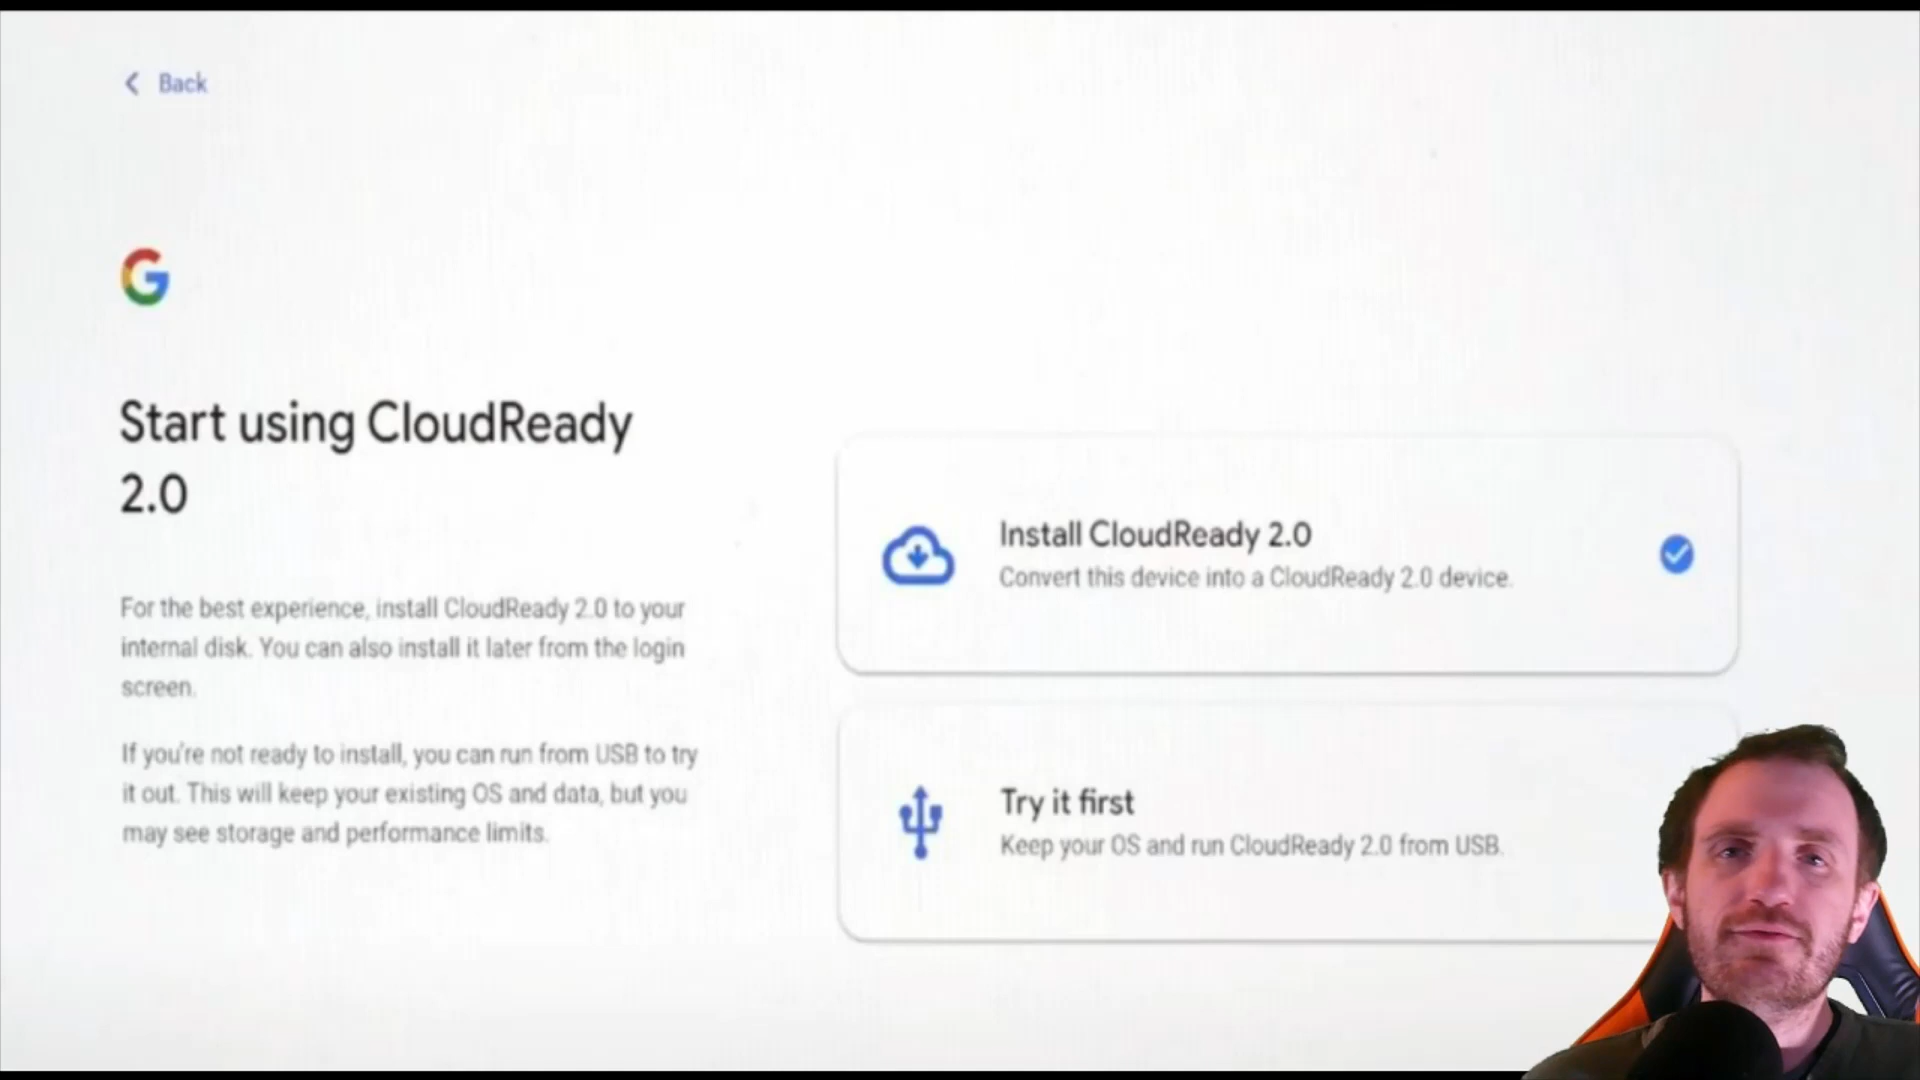 Back
Start using CloudReady
2.0
For the best experience, install CloudReady 2.0 to your
internal disk. You can also install it later from the login
screen.
If you're not ready to install, you can run from USB to try
it out. This will keep your existing OS and data, but you
may see storage and performance limits.
Install CloudReady 2.0
Convert this device into a CloudReady 2.0 device.
Try it first
Keep your OS and run CloudReady 2.0 from USB.